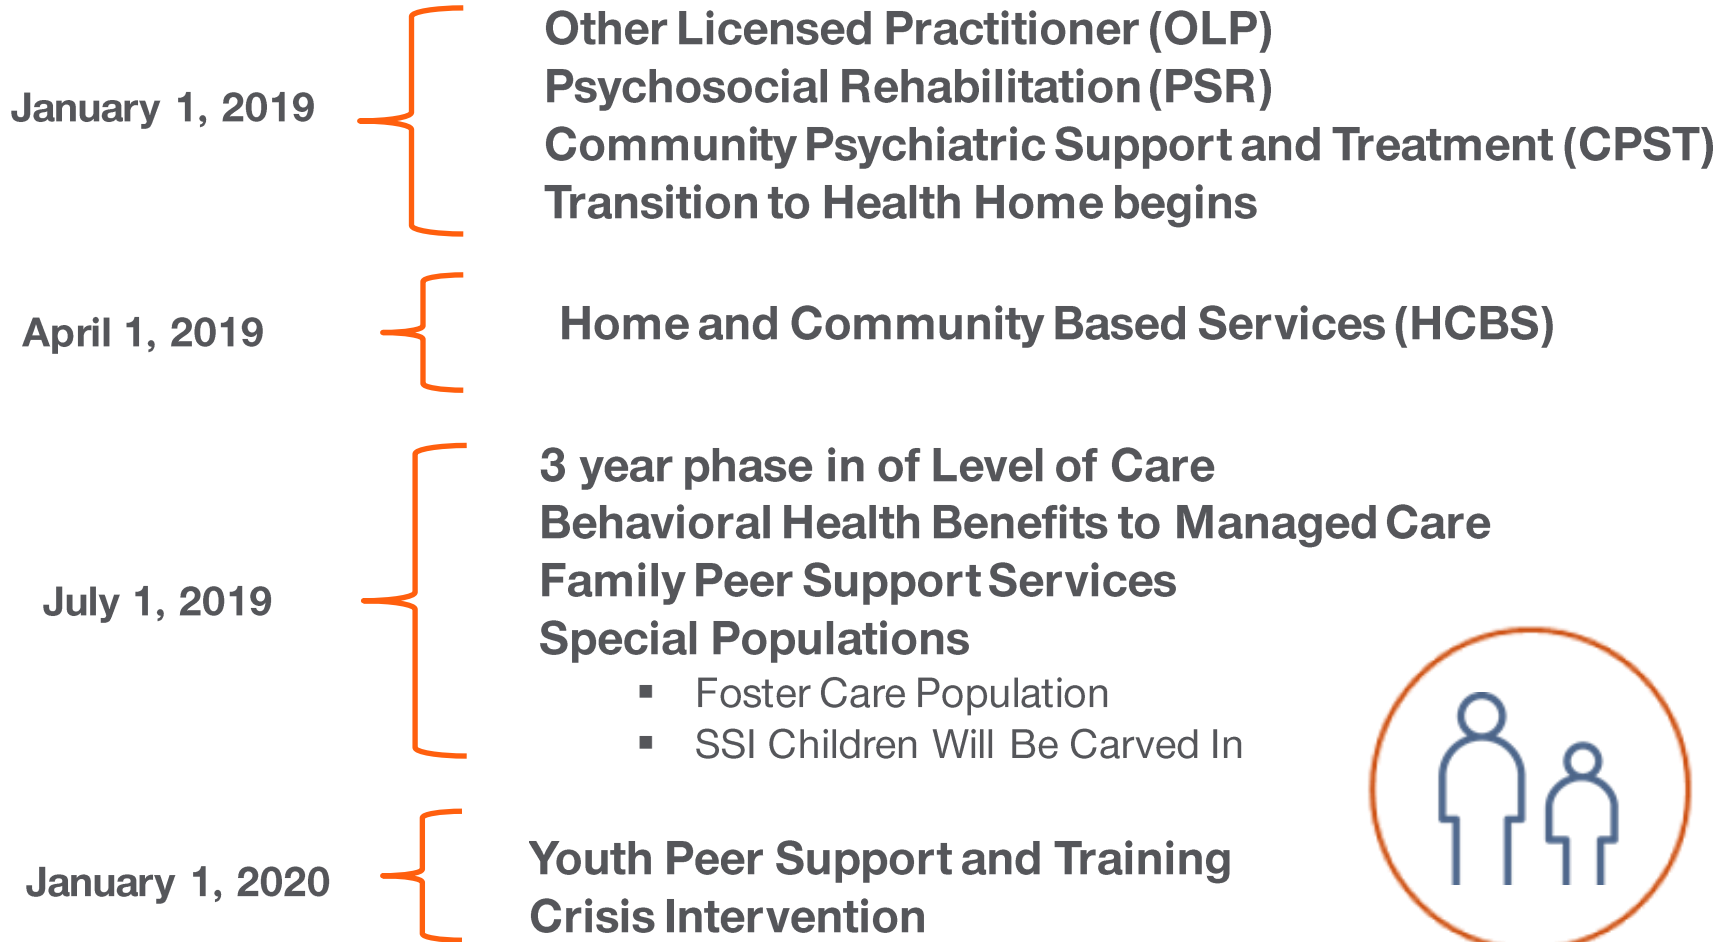 January 1, 2019
Other Licensed Practitioner (OLP)
Psychosocial Rehabilitation (PSR)
Community Psychiatric Support and Treatment (CPST)
Transition to Health Home begins
April 1, 2019
Home and Community Based Services (HCBS)
July 1, 2019
3 year phase in of Level of Care
Behavioral Health Benefits to Managed Care
Family Peer Support Services
Special Populations
▪ Foster Care Population
▪ SSI Children Will Be Carved In
January 1, 2020
Youth Peer Support and Training
Crisis Intervention